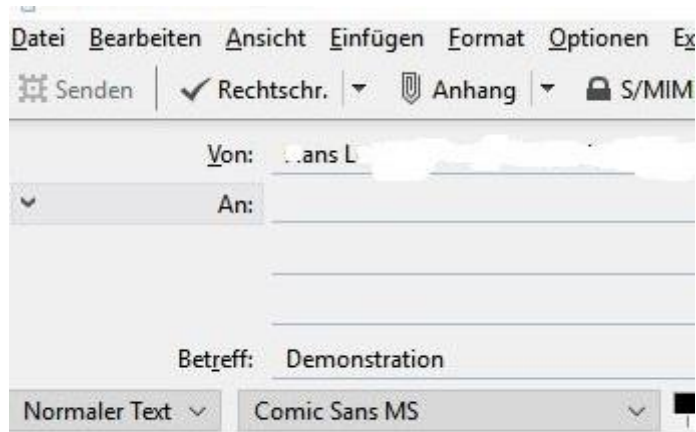 Datei Bearbeiten Ansicht Einfügen Format Optionen
Senden Rechtschr. Anhang S/MIM
Von:
An:
Betreff: Demonstration
Normaler Text Comic Sans MS